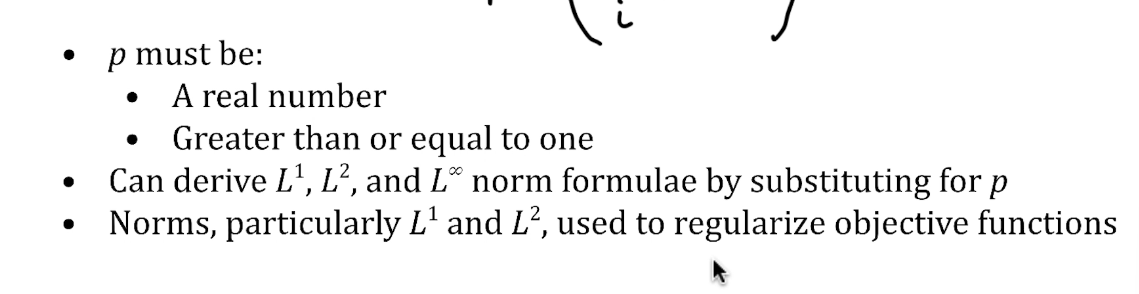 i
• p must be:
• A real number
• Greater than or equal to one
• Can derive L¹, L², and L^∞ norm formulae by substituting for p
• Norms, particularly L¹ and L², used to regularize objective functions